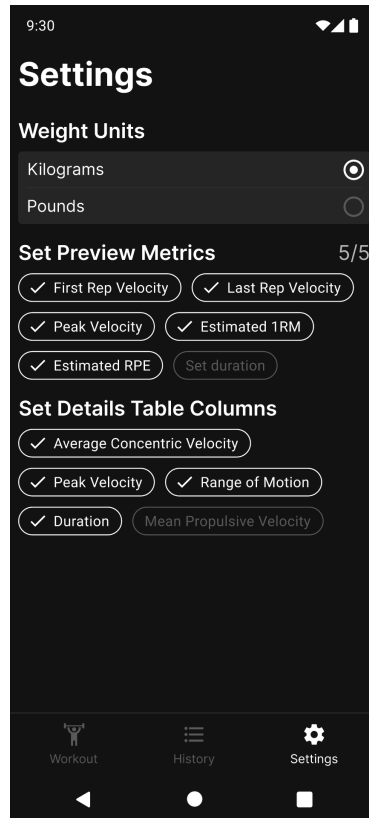 9:30
Settings
Weight Units
Kilograms
Pounds
Set Preview Metrics 5/5
First Rep Velocity Last Rep Velocity
Peak Velocity Estimated 1RM
Estimated RPE Set duration
Set Details Table Columns
Average Concentric Velocity
Peak Velocity Range of Motion
Duration Mean Propulsive Velocity
Workout History Settings